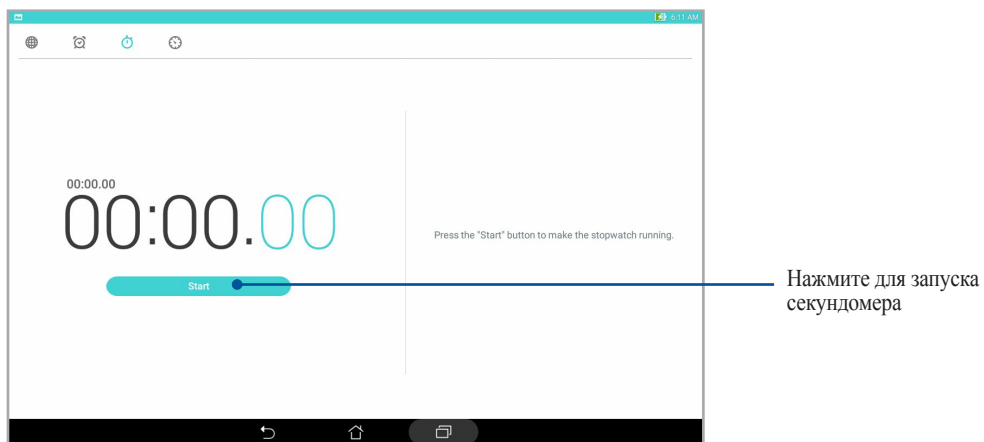 6:11 AM
00:00.00
00:00.00
Press the "Start" button to make the stopwatch running.
Start
Нажмите для запуска
секундомера